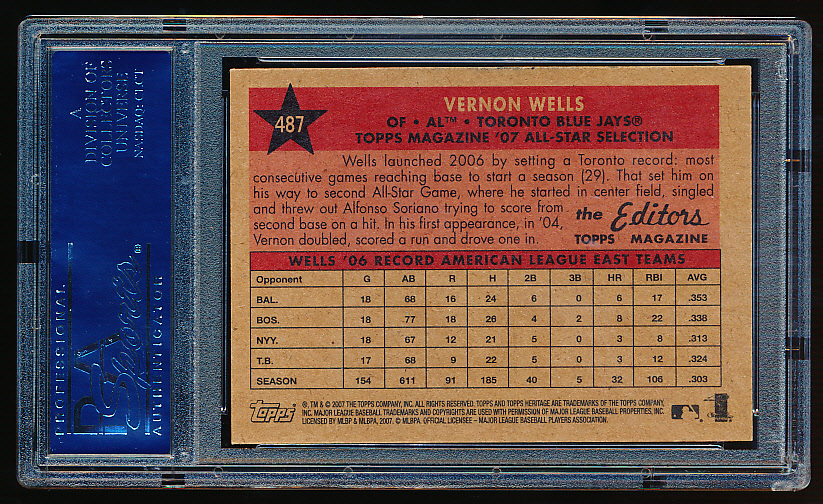 A
DIVISION OF
COLLECTORS
UNIVERSE
NASDAQ: CLCT
PROFESSIONAL
PSA
Sports®
AUTHENTICATOR
487
VERNON WELLS
OF • AL™ • TORONTO BLUE JAYS®
TOPPS MAGAZINE '07 ALL-STAR SELECTION
Wells launched 2006 by setting a Toronto record: most
consecutive games reaching base to start a season (29). That set him on
his way to second All-Star Game, where he started in center field, singled
and threw out Alfonso Soriano trying to score from
second base on a hit. In his first appearance, in '04,
Vernon doubled, scored a run and drove one in.
the Editors
TOPPS MAGAZINE
WELLS '06 RECORD AMERICAN LEAGUE EAST TEAMS
Opponent G AB R H 2B 3B HR RBI AVG
BAL. 18 68 16 24 6 0 6 17 .353
BOS. 18 77 18 26 4 2 8 22 .338
NYY. 18 67 12 21 5 0 3 8 .313
T.B. 17 68 9 22 5 0 3 12 .324
SEASON 154 611 91 185 40 5 32 106 .303
topps
®, TM & © 2007 THE TOPPS COMPANY, INC. ALL RIGHTS RESERVED. TOPPS AND TOPPS HERITAGE ARE TRADEMARKS OF THE TOPPS COMPANY,
INC. MAJOR LEAGUE BASEBALL TRADEMARKS AND COPYRIGHTS ARE USED WITH PERMISSION OF MAJOR LEAGUE BASEBALL PROPERTIES, INC.
LICENSED BY MLBP & MLBPA, 2007. © MLBPA. OFFICIAL LICENSEE – MAJOR LEAGUE BASEBALL PLAYERS ASSOCIATION.